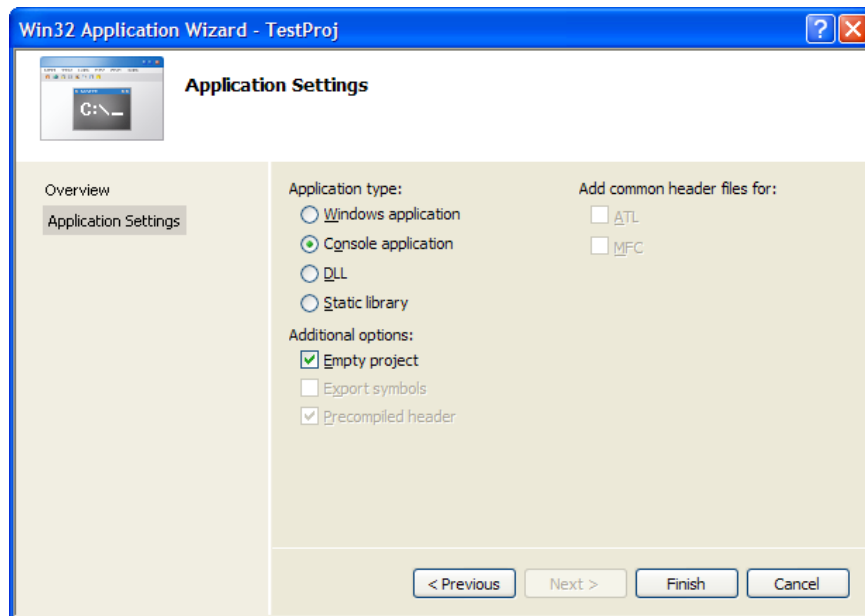 Win32 Application Wizard - TestProj
C:\_
Application Settings
Overview
Application Settings
Application type:
Windows application
Console application
DLL
Static library
Additional options:
Empty project
Export symbols
Precompiled header
Add common header files for:
ATL
MFC
< Previous
Next >
Finish
Cancel